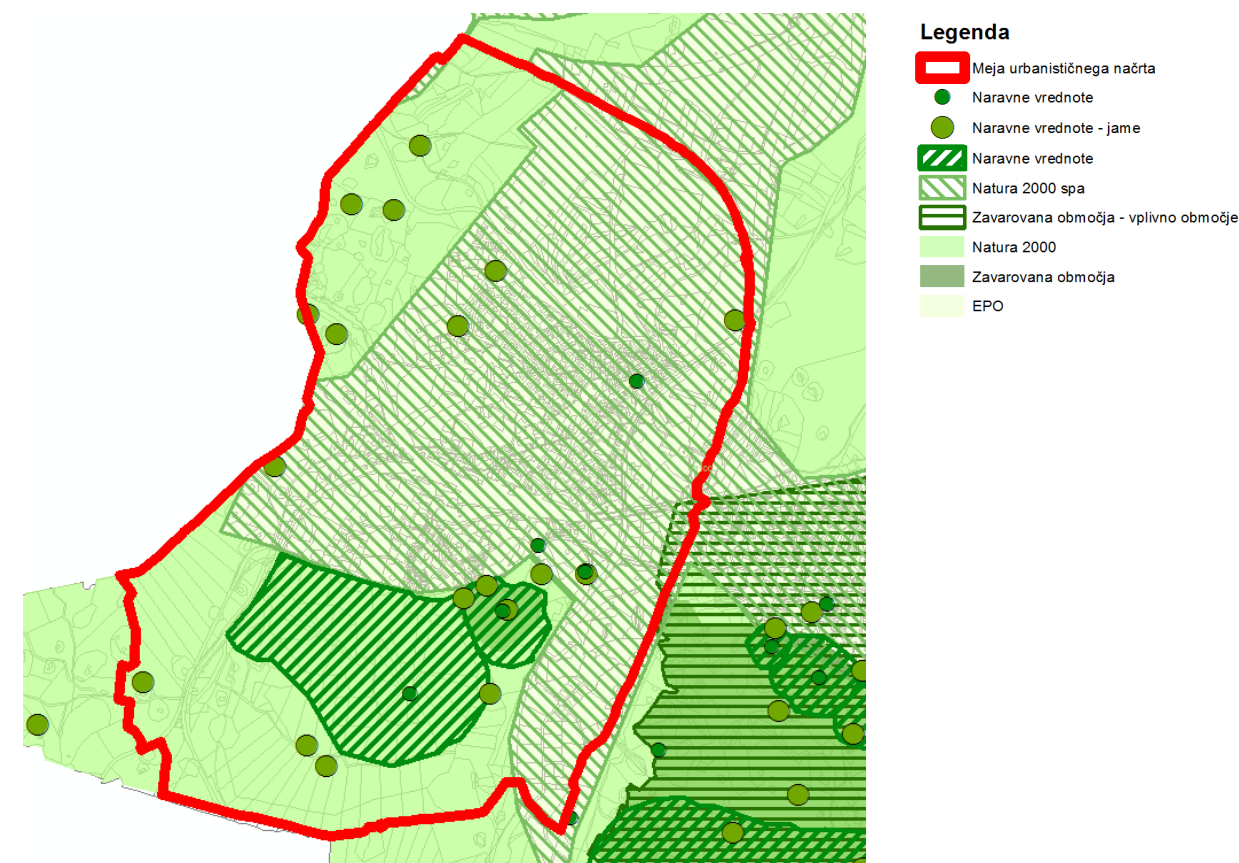 Legenda
Meja urbanističnega načrta
Naravne vrednote
Naravne vrednote - jame
Naravne vrednote
Natura 2000 spa
Zavarovana območja - vplivno območje
Natura 2000
Zavarovana območja
EPO